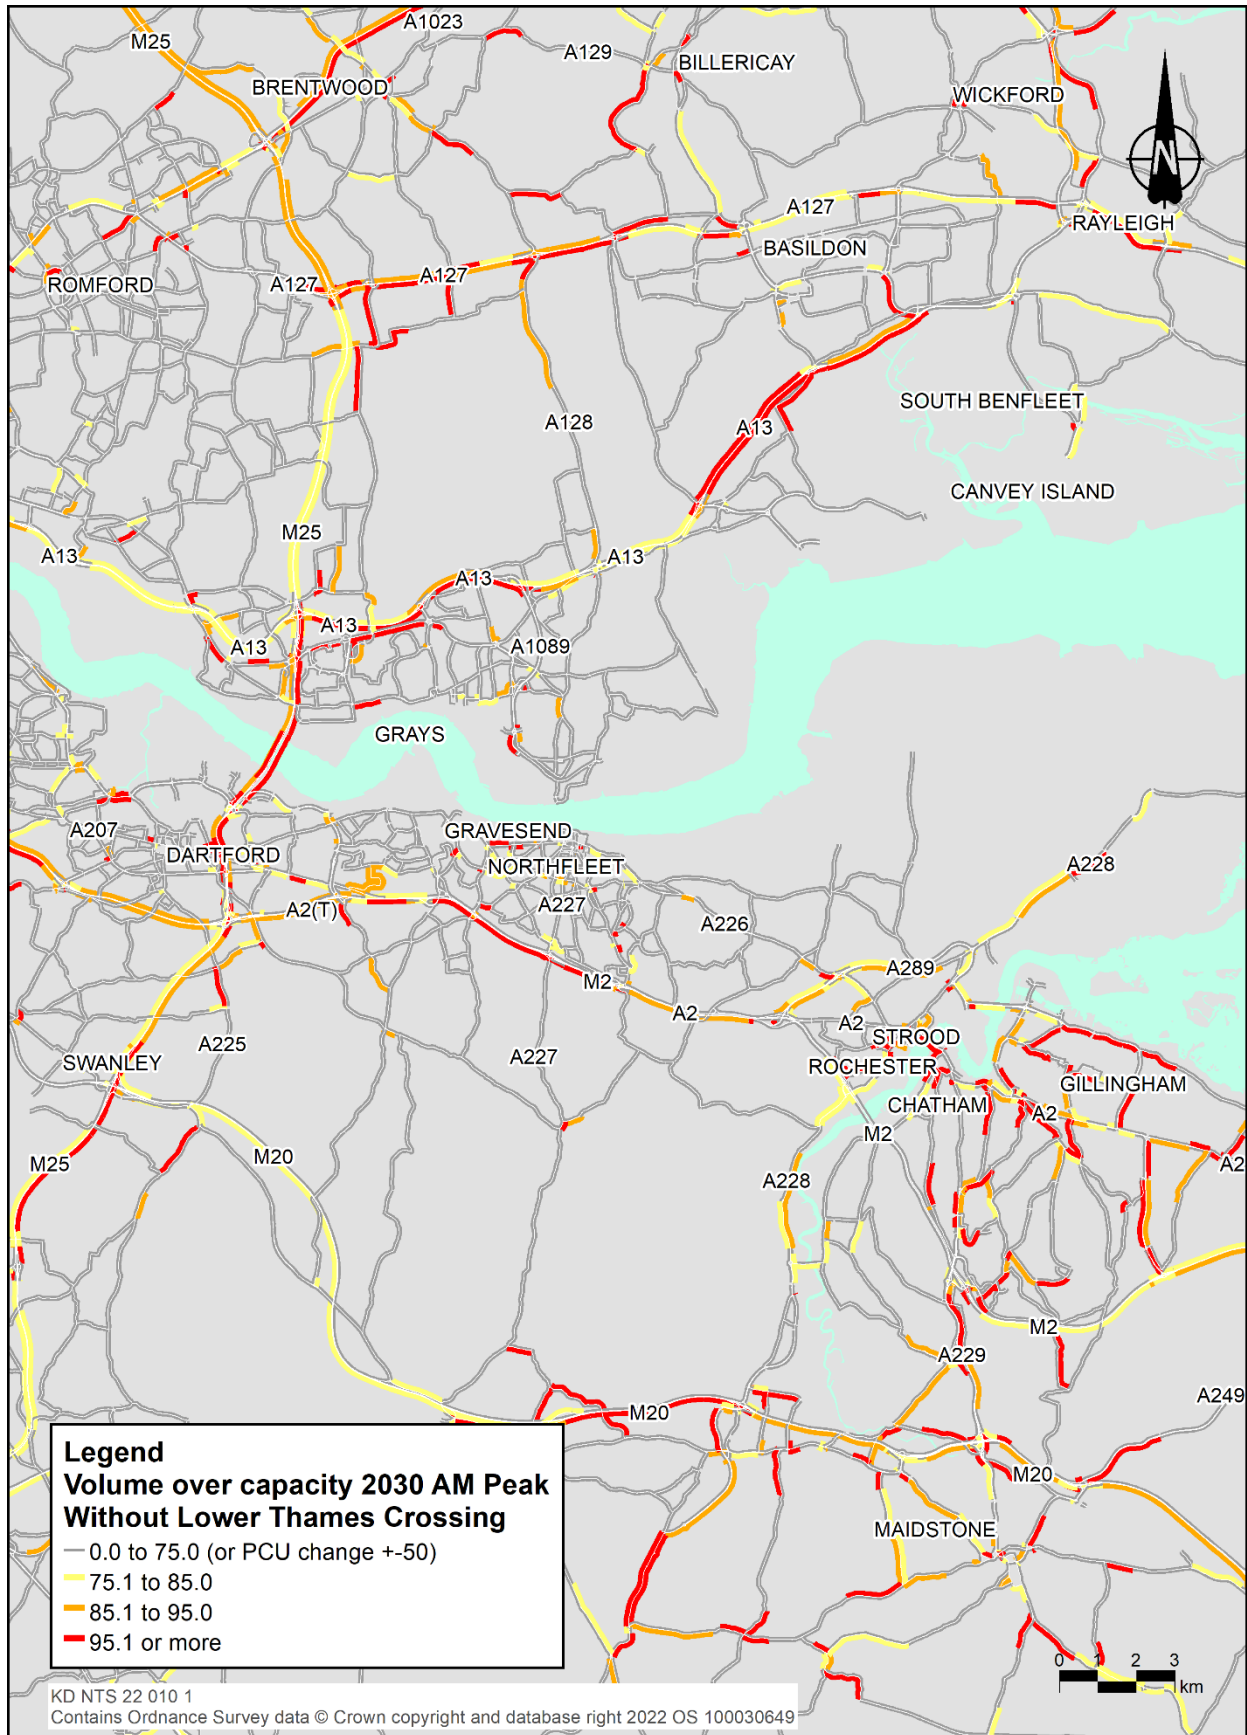 A1023
M25
A129
BILLERICAY
BRENTWOOD
WICKFORD
N
A127
RAYLEIGH
BASILDON
A127
A127
ROMFORD
SOUTH BENFLEET
A128
A13
CANVEY ISLAND
M25
A13
A13
A13
A13
A13
A1089
GRAYS
A207
GRAVESEND
DARTFORD
NORTHFLEET
A228
A2(T)
A227
A226
A289
M2
A2
A2
STROOD
A225
A227
SWANLEY
ROCHESTER
GILLINGHAM
CHATHAM
A2
M2
M25
M20
A2
A228
M2
A229
A249
M20
M20
MAIDSTONE
Legend
Volume over capacity 2030 AM Peak
Without Lower Thames Crossing
0.0 to 75.0 (or PCU change +-50)
75.1 to 85.0
85.1 to 95.0
95.1 or more
0 1 2 3
km
KD NTS 22 010 1
Contains Ordnance Survey data © Crown copyright and database right 2022 OS 100030649